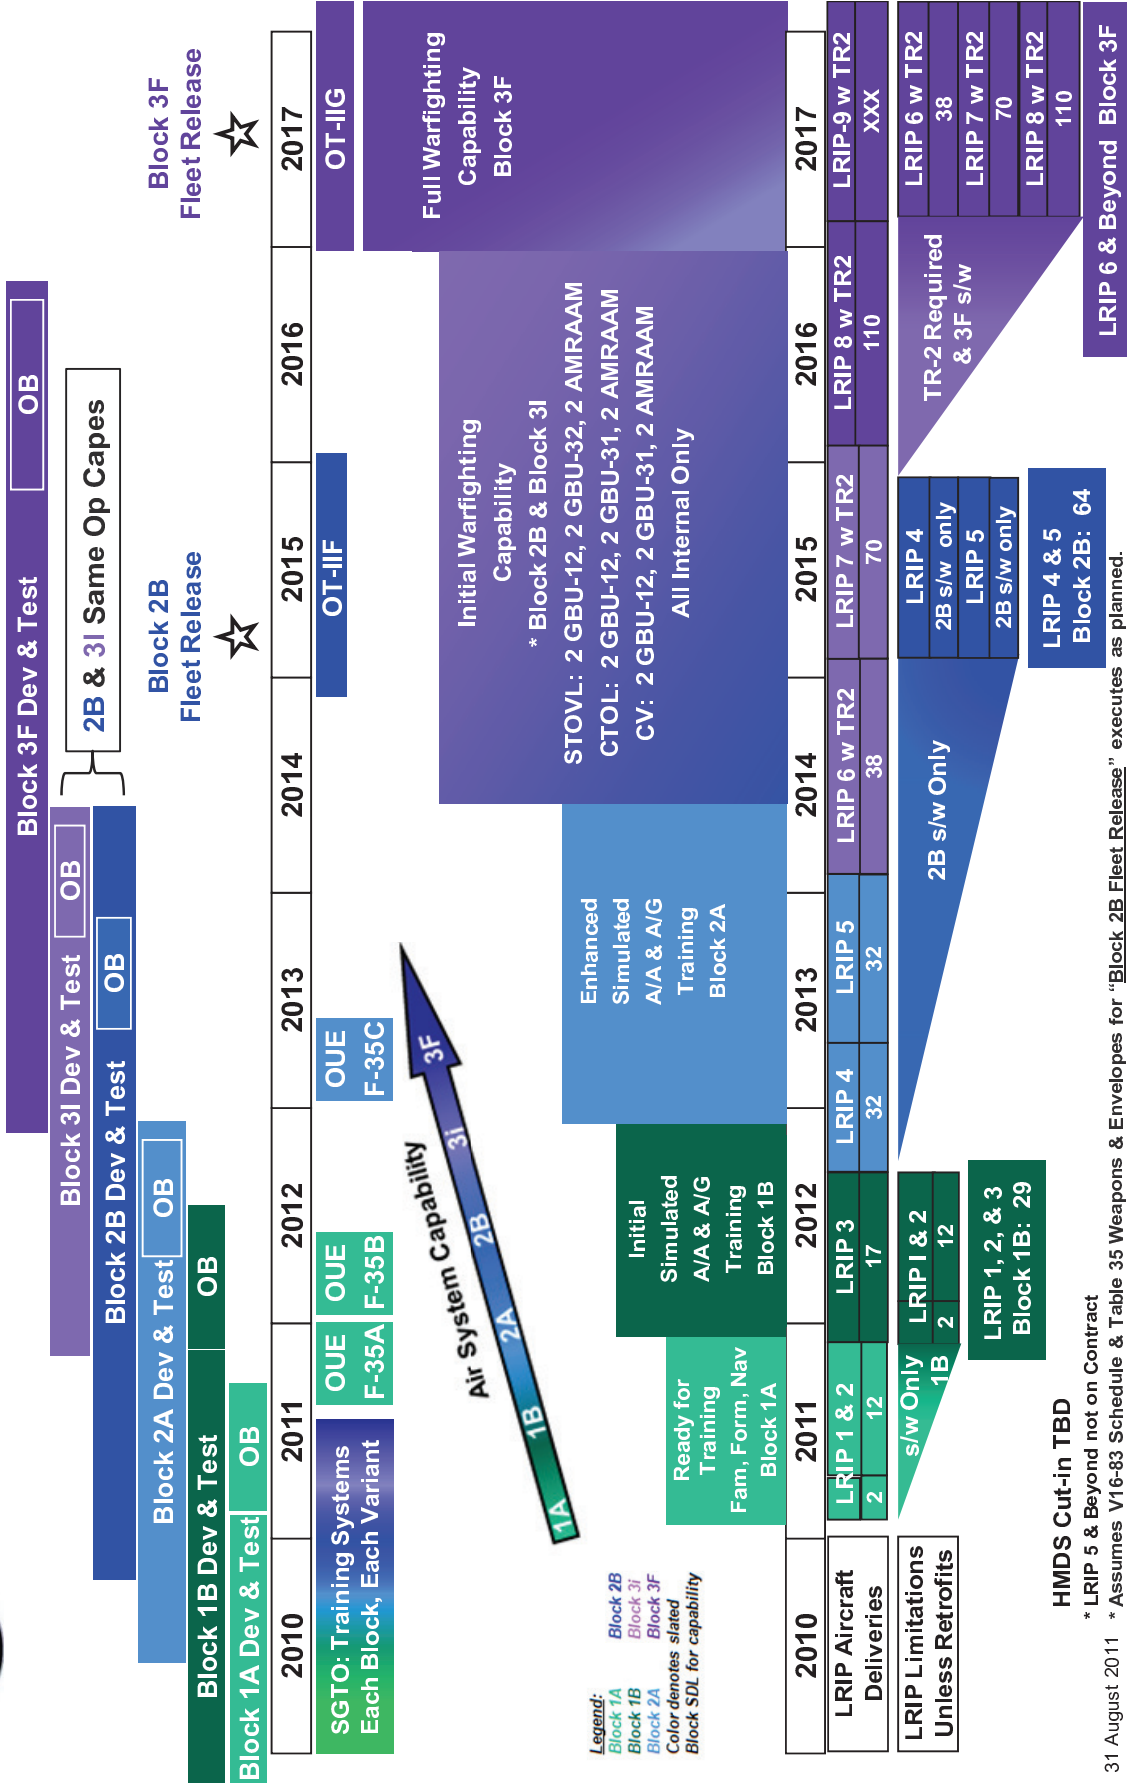 Block 3F Dev & Test
OB
Block 3I Dev & Test
OB
2B & 3I Same Op Capes
Block 2B Dev & Test
OB
Block 2A Dev & Test
OB
Block 2B
Fleet Release
Block 3F
Fleet Release
Block 1B Dev & Test
OB
Block 1A Dev & Test
OB
2010
2011
2012
2013
2014
2015
2016
2017
SGTO: Training Systems
Each Block, Each Variant
OUE
F-35A
OUE
F-35B
OUE
F-35C
OT-IIF
OT-IIG
Air System Capability
1A
1B
2A
2B
3i
3F
Full Warfighting
Capability
Block 3F
Initial Warfighting
Capability
* Block 2B & Block 3I
STOVL: 2 GBU-12, 2 GBU-32, 2 AMRAAM
CTOL: 2 GBU-12, 2 GBU-31, 2 AMRAAM
CV: 2 GBU-12, 2 GBU-31, 2 AMRAAM
All Internal Only
Enhanced
Simulated
A/A & A/G
Training
Block 2A
Initial
Simulated
A/A & A/G
Training
Block 1B
Ready for
Training
Fam, Form, Nav
Block 1A
Legend:
Block 1A
Block 2B
Block 1B
Block 3i
Block 2A
Block 3F
Color denotes slated
Block SDL for capability
2010
2011
2012
2013
2014
2015
2016
2017
LRIP Aircraft
Deliveries
LRIP 1 & 2
2
12
LRIP 3
17
LRIP 4
32
LRIP 5
32
LRIP 6 w TR2
38
LRIP 7 w TR2
70
LRIP 8 w TR2
110
LRIP-9 w TR2
XXX
LRIP Limitations
Unless Retrofits
s/w Only
1B
LRIP I & 2
2
12
LRIP 1, 2, & 3
Block 1B: 29
2B s/w Only
LRIP 4
2B s/w only
LRIP 5
2B s/w only
LRIP 4 & 5
Block 2B: 64
TR-2 Required
& 3F s/w
LRIP 6 w TR2
38
LRIP 7 w TR2
70
LRIP 8 w TR2
110
LRIP 6 & Beyond Block 3F
HMDS Cut-in TBD
* LRIP 5 & Beyond not on Contract
31 August 2011 * Assumes V16-83 Schedule & Table 35 Weapons & Envelopes for “Block 2B Fleet Release” executes as planned.